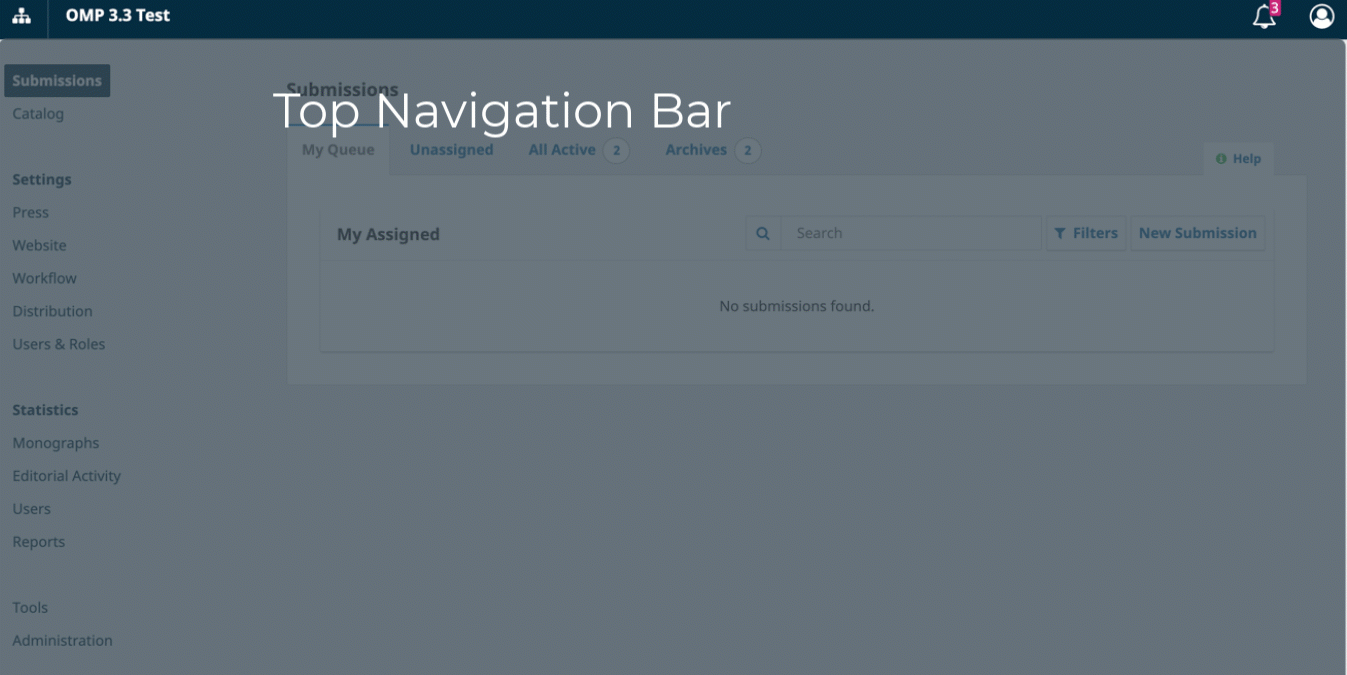 OMP 3.3 Test
3
Submissions
Catalog
Settings
Press
Website
Workflow
Distribution
Users & Roles
Statistics
Monographs
Editorial Activity
Users
Reports
Tools
Administration
Submissions
Top Navigation Bar
My Queue Unassigned All Active 2 Archives 2
Help
My Assigned Search Filters New Submission
No submissions found.